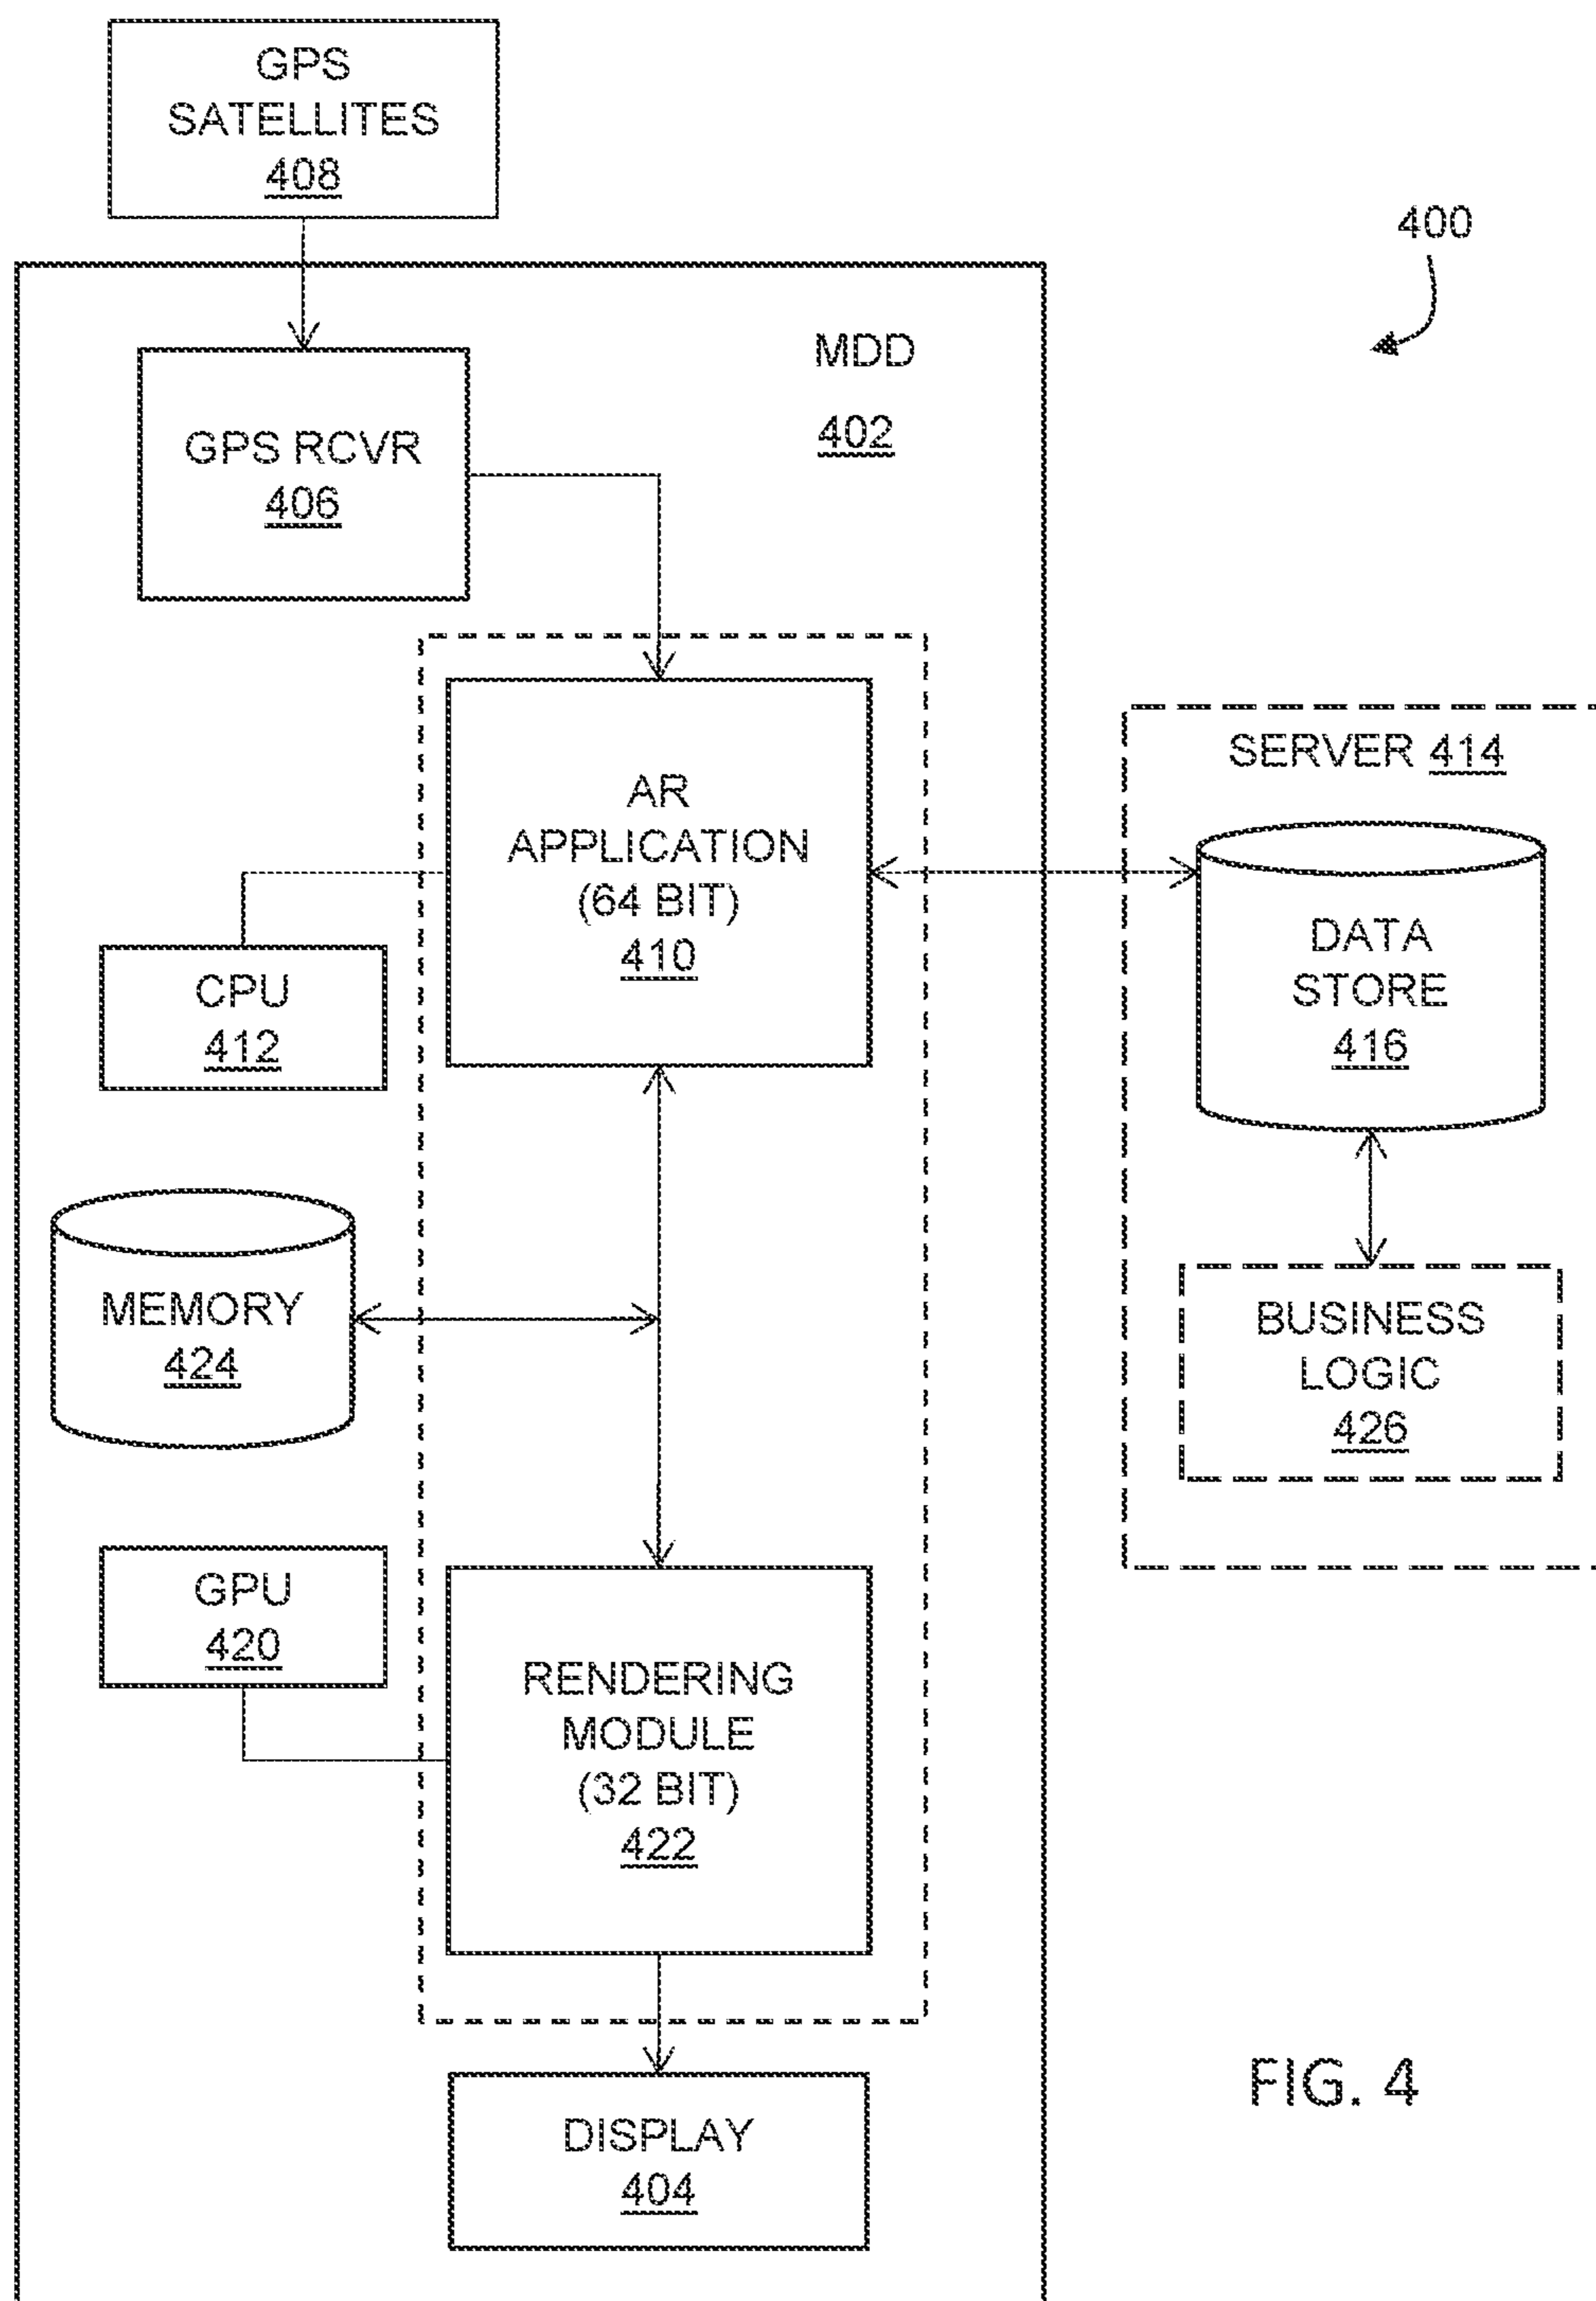 GPS
SATELLITES
408
400
MDD
402
GPS RCVR
406
AR
APPLICATION
(64 BIT)
410
SERVER 414
DATA
STORE
416
CPU
412
MEMORY
424
BUSINESS
LOGIC
426
GPU
420
RENDERING
MODULE
(32 BIT)
422
DISPLAY
404
FIG. 4